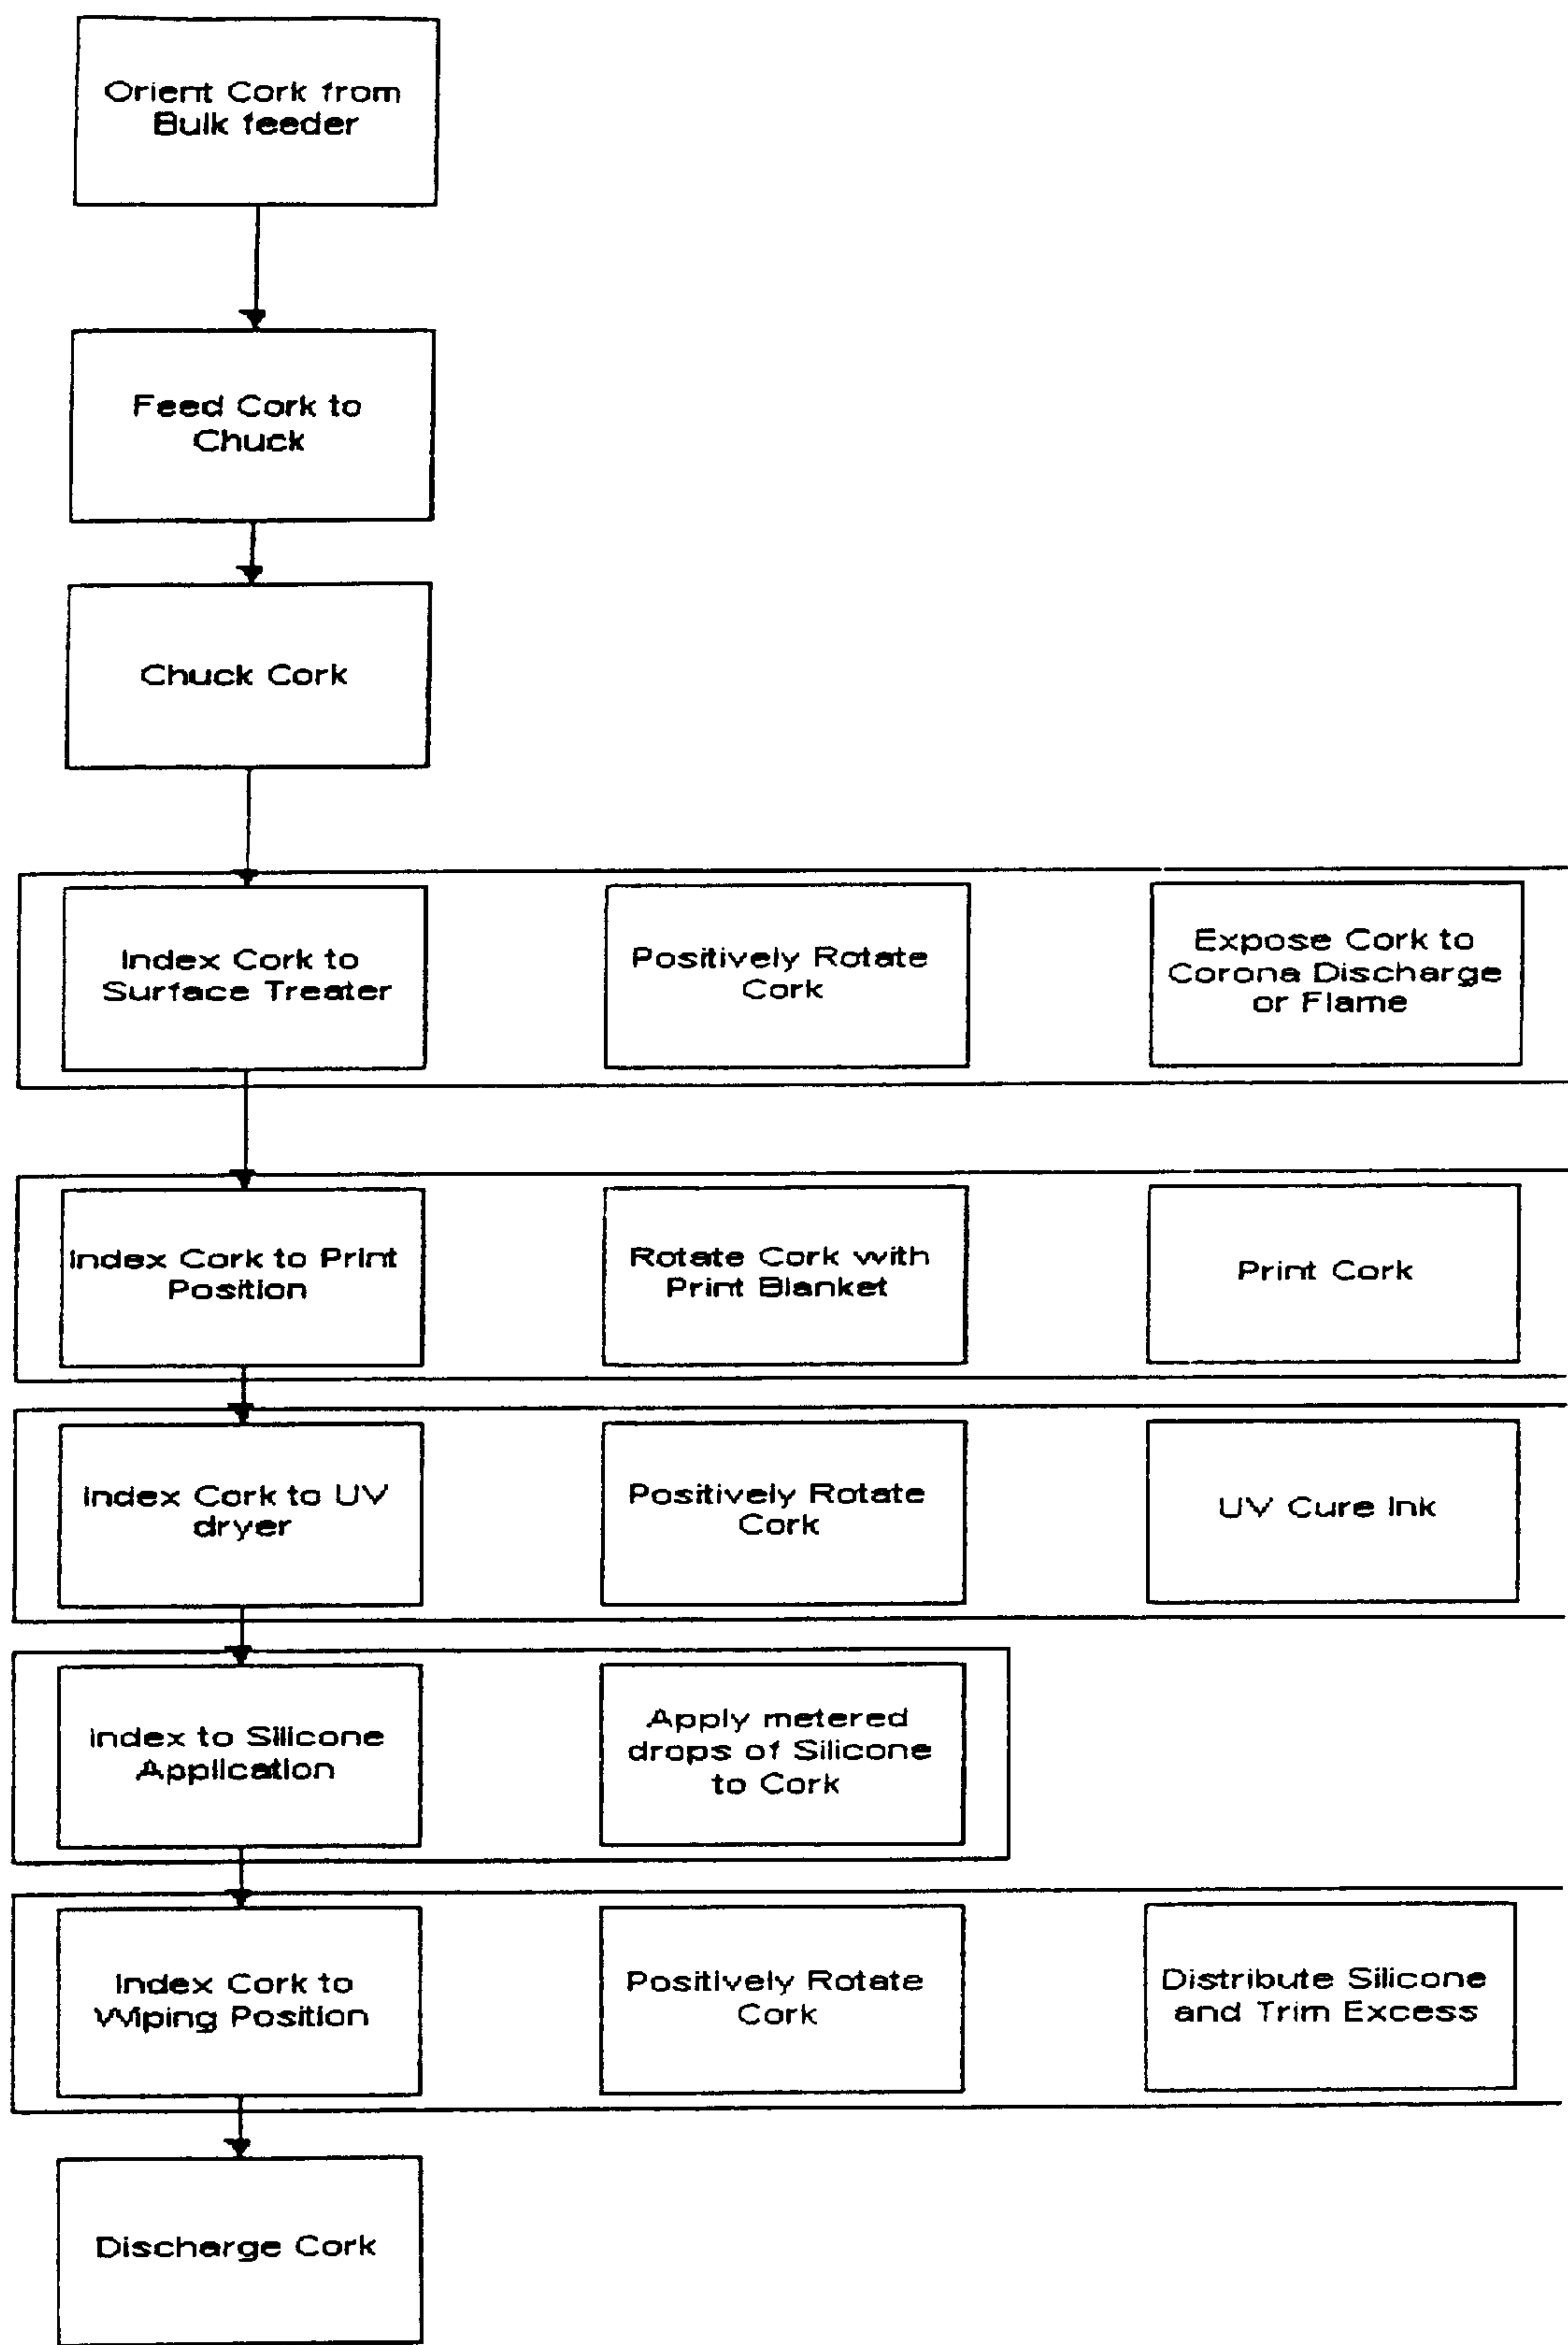 Orient Cork from
Bulk feeder
Feed Cork to
Chuck
Chuck Cork
Index Cork to
Surface Treater
Positively Rotate
Cork
Expose Cork to
Corona Discharge
or Flame
Index Cork to Print
Position
Rotate Cork with
Print Blanket
Print Cork
Index Cork to UV
dryer
Positively Rotate
Cork
UV Cure Ink
Index to Silicone
Application
Apply metered
drops of Silicone
to Cork
Index Cork to
Wiping Position
Positively Rotate
Cork
Distribute Silicone
and Trim Excess
Discharge Cork